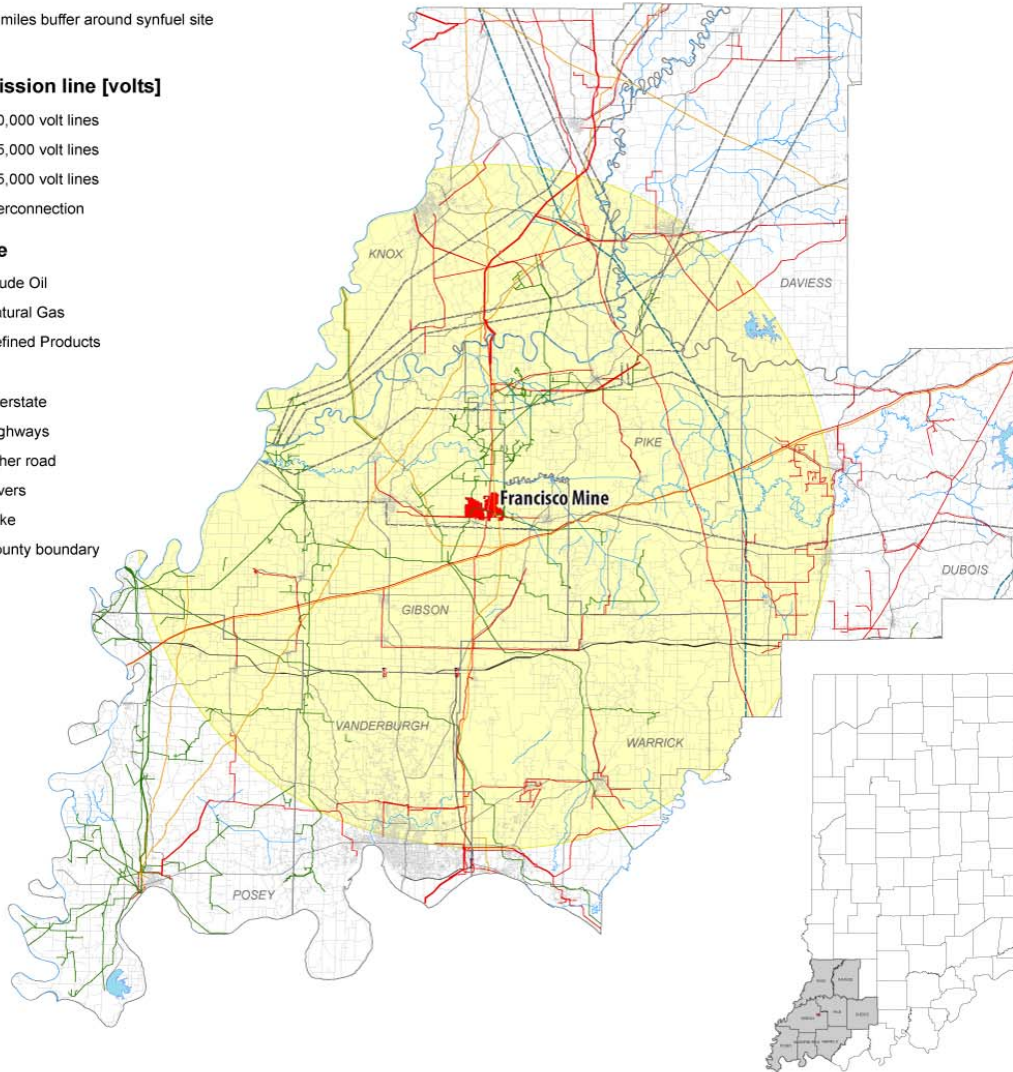 miles buffer around synfuel site
ission line [volts]
0,000 volt lines
5,000 volt lines
5,000 volt lines
erconnection
e
ude Oil
tural Gas
fined Products
erstate
ghways
her road
vers
ke
ounty boundary
KNOX
DAVIESS
PIKE
Francisco Mine
DUBOIS
GIBSON
VANDERBURGH
WARRICK
POSEY